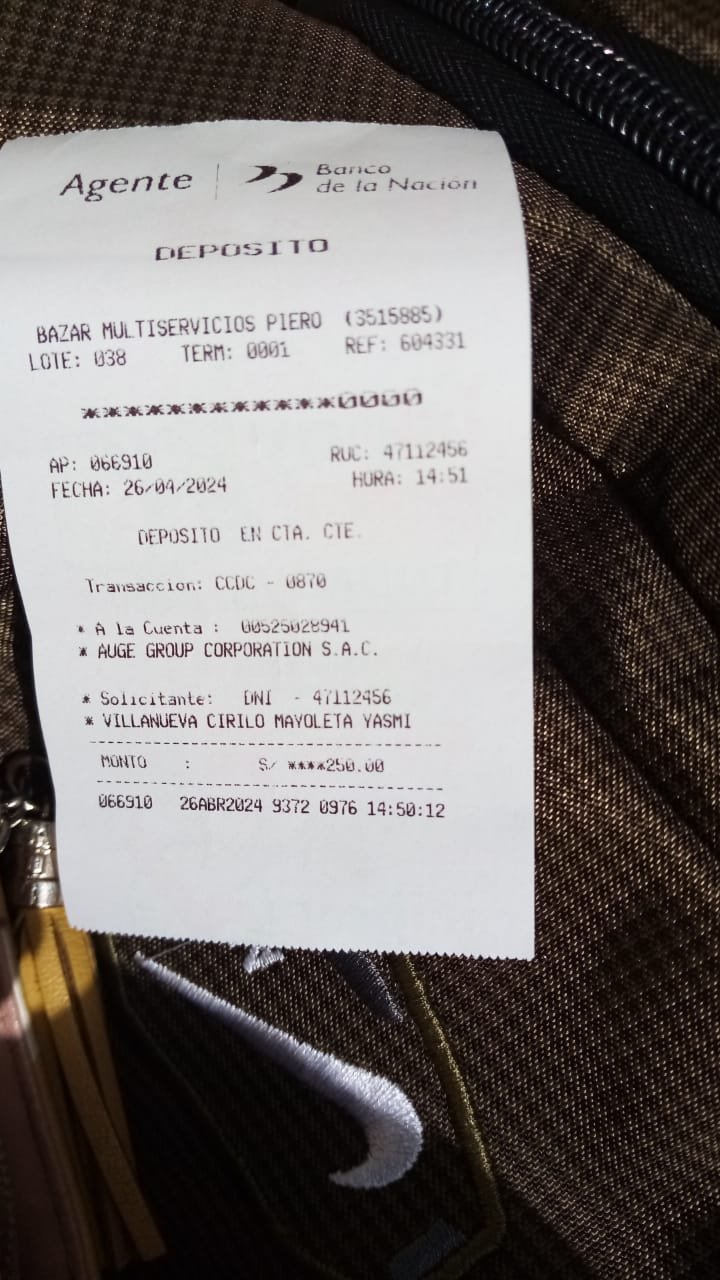 Agente | Banco
de la Nación
DEPOSITO
BAZAR MULTISERVICIOS PIERO (3515885)
LOTE: 038 TERM: 0001 REF: 604331
************0000
AP: 066910 RUC: 47112456
FECHA: 26/04/2024 HORA: 14:51
DEPOSITO EN CTA. CTE.
Transaccion: CCDC - 0870
* A la Cuenta : 00525028941
* AUGE GROUP CORPORATION S.A.C.
* Solicitante: DNI - 47112456
* VILLANUEVA CIRILO MAYOLETA YASMI
MONTO : S/ ****250.00
066910 26ABR2024 9372 0976 14:50:12